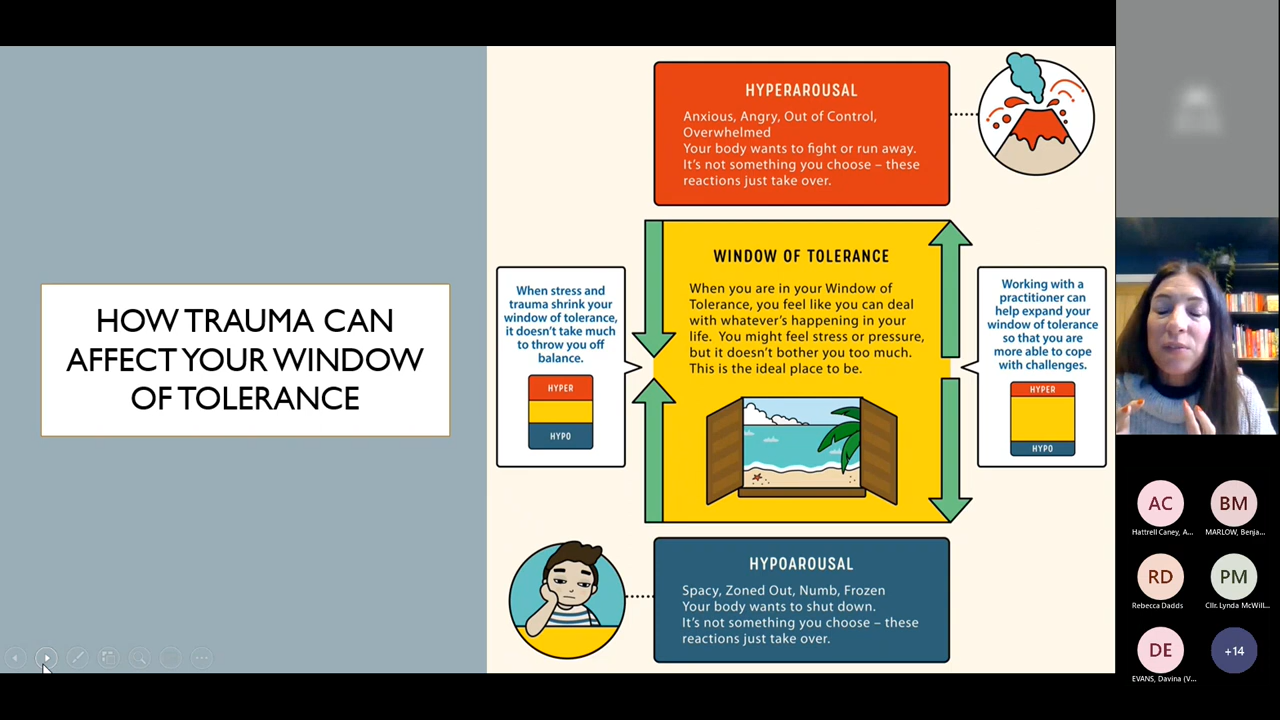 HOW TRAUMA CAN
AFFECT YOUR WINDOW
OF TOLERANCE
HYPERAROUSAL
Anxious, Angry, Out of Control,
Overwhelmed
Your body wants to fight or run away.
It's not something you choose – these
reactions just take over.
When stress and
trauma shrink your
window of tolerance,
it doesn't take much
to throw you off
balance.
HYPER
HYPO
WINDOW OF TOLERANCE
When you are in your Window of
Tolerance, you feel like you can deal
with whatever's happening in your
life.  You might feel stress or pressure,
but it doesn't bother you too much.
This is the ideal place to be.
Working with a
practitioner can
help expand your
window of tolerance
so that you are
more able to cope
with challenges.
HYPER
HYPO
HYPOAROUSAL
Spacy, Zoned Out, Numb, Frozen
Your body wants to shut down.
It's not something you choose – these
reactions just take over.
AC
Hattrell Caney, A...
BM
MARLOW, Benja...
RD
Rebecca Dadds
PM
Cllr. Lynda McWill...
DE
EVANS, Davina (V...
+14